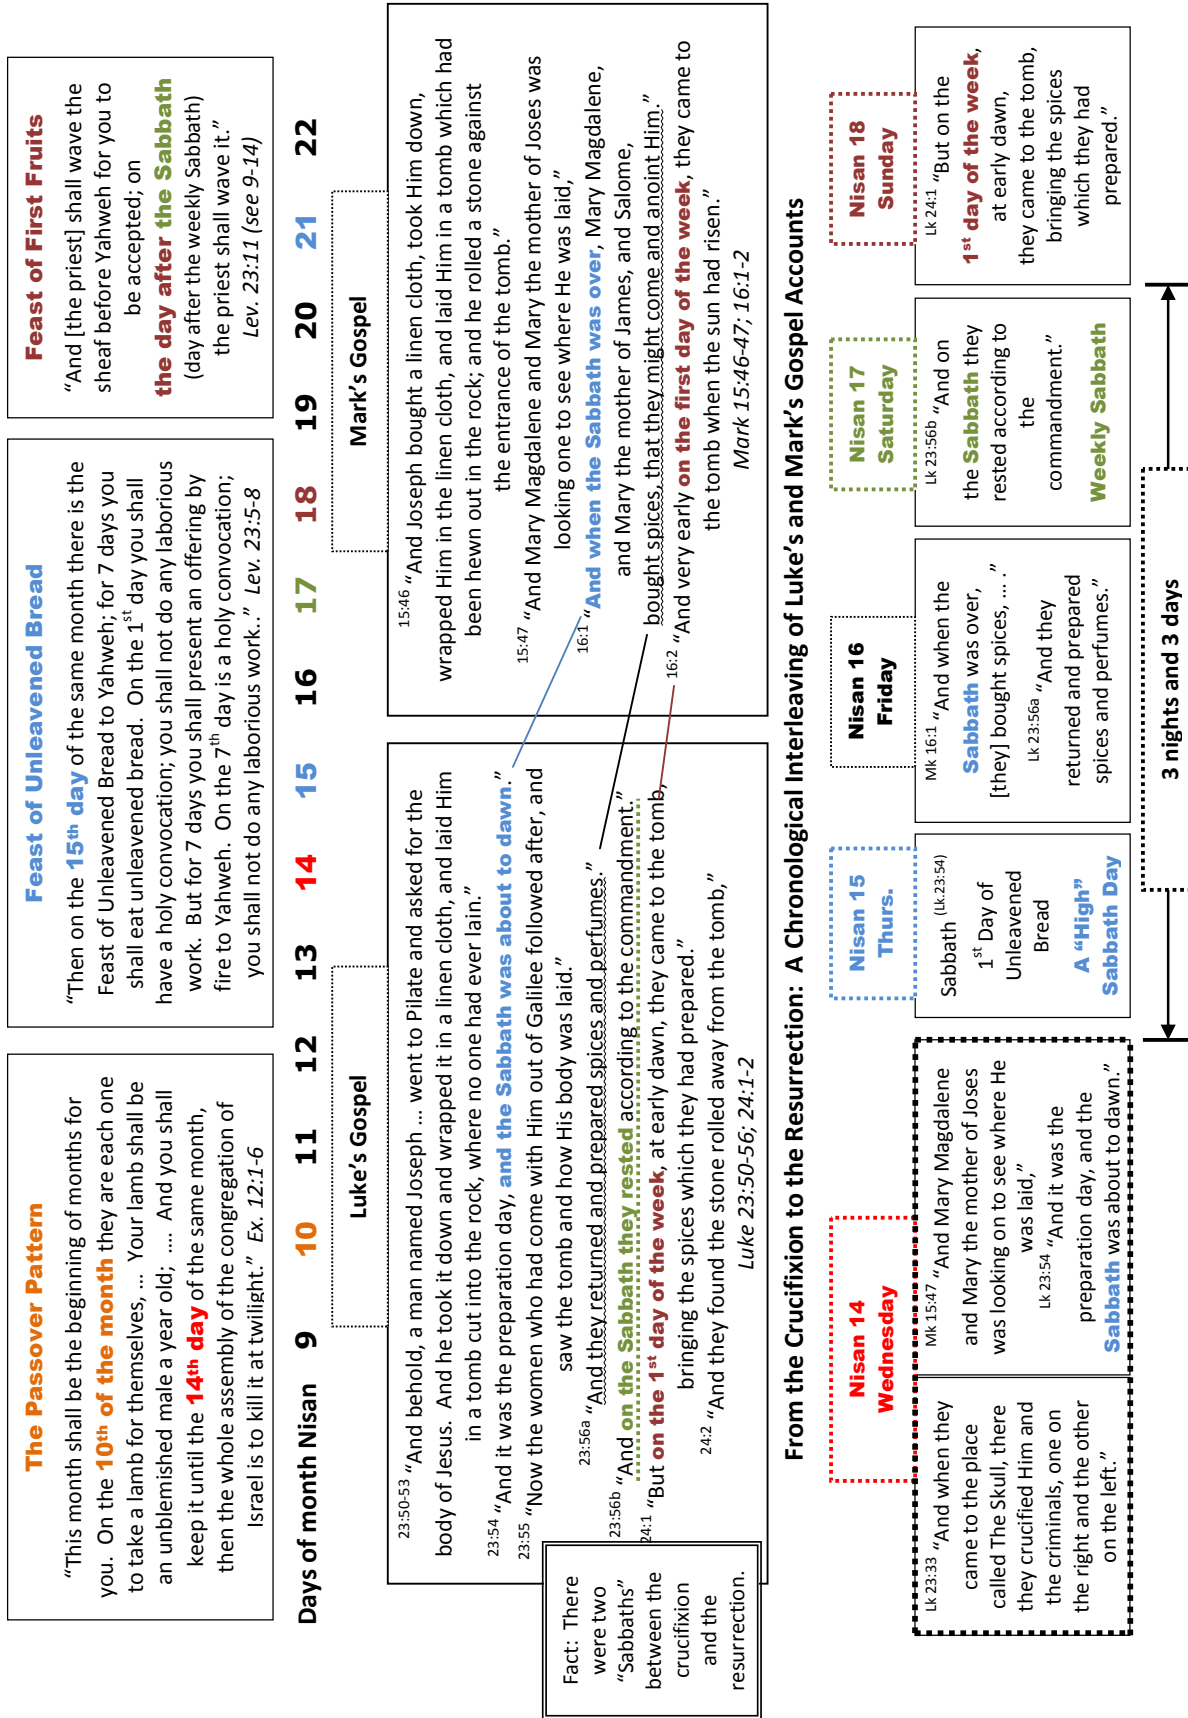 The Passover Pattern
“This month shall be the beginning of months for
you.  On the 10th of the month they are each one
to take a lamb for themselves, ...  Your lamb shall be
an unblemished male a year old;  ....  And you shall
keep it until the 14th day of the same month,
then the whole assembly of the congregation of
Israel is to kill it at twilight.”  Ex. 12:1-6
Feast of Unleavened Bread
“Then on the 15th day of the same month there is the
Feast of Unleavened Bread to Yahweh; for 7 days you
shall eat unleavened bread.  On the 1st day you shall
have a holy convocation; you shall not do any laborious
work.  But for 7 days you shall present an offering by
fire to Yahweh.  On the 7th day is a holy convocation;
you shall not do any laborious work..”  Lev. 23:5-8
Feast of First Fruits
“And [the priest] shall wave the
sheaf before Yahweh for you to
be accepted; on
the day after the Sabbath
(day after the weekly Sabbath)
the priest shall wave it.”
Lev. 23:11 (see 9-14)
Days of month Nisan 9 10 11 12 13 14 15 16 17 18 19 20 21 22
Luke’s Gospel
23:50-53 “And behold, a man named Joseph ... went to Pilate and asked for the
body of Jesus.  And he took it down and wrapped it in a linen cloth, and laid Him
in a tomb cut into the rock, where no one had ever lain.”
23:54 “And it was the preparation day, and the Sabbath was about to dawn.”
23:55 “Now the women who had come with Him out of Galilee followed after, and
saw the tomb and how His body was laid.”
23:56a “And they returned and prepared spices and perfumes.”
23:56b “And on the Sabbath they rested according to the commandment.”
24:1 “But on the 1st day of the week, at early dawn, they came to the tomb,
bringing the spices which they had prepared.”
24:2 “And they found the stone rolled away from the tomb,”
Luke 23:50-56; 24:1-2
Fact:  There
were two
“Sabbaths”
between the
crucifixion
and the
resurrection.
Mark’s Gospel
15:46 “And Joseph bought a linen cloth, took Him down,
wrapped Him in the linen cloth, and laid Him in a tomb which had
been hewn out in the rock; and he rolled a stone against
the entrance of the tomb.”
15:47 “And Mary Magdalene and Mary the mother of Joses was
looking one to see where He was laid,”
16:1 “And when the Sabbath was over, Mary Magdalene,
and Mary the mother of James, and Salome,
bought spices, that they might come and anoint Him.”
16:2 “And very early on the first day of the week, they came to
the tomb when the sun had risen.”
Mark 15:46-47; 16:1-2
From the Crucifixion to the Resurrection:  A Chronological Interleaving of Luke’s and Mark’s Gospel Accounts
Nisan 14
Wednesday
Lk 23:33 “And when they
came to the place
called The Skull, there
they crucified Him and
the criminals, one on
the right and the other
on the left.”
Mk 15:47 “And Mary Magdalene
and Mary the mother of Joses
was looking on to see where He
was laid,”
Lk 23:54 “And it was the
preparation day, and the
Sabbath was about to dawn.”
Nisan 15
Thurs.
Sabbath (Lk.23:54)
1st Day of
Unleavened
Bread
A “High”
Sabbath Day
Nisan 16
Friday
Mk 16:1 “And when the
Sabbath was over,
[they] bought spices, ....”
Lk 23:56a “And they
returned and prepared
spices and perfumes.”
Nisan 17
Saturday
Lk 23:56b “And on
the Sabbath they
rested according to
the
commandment.”
Weekly Sabbath
Nisan 18
Sunday
Lk 24:1 “But on the
1st day of the week,
at early dawn,
they came to the tomb,
bringing the spices
which they had
prepared.”
3 nights and 3 days